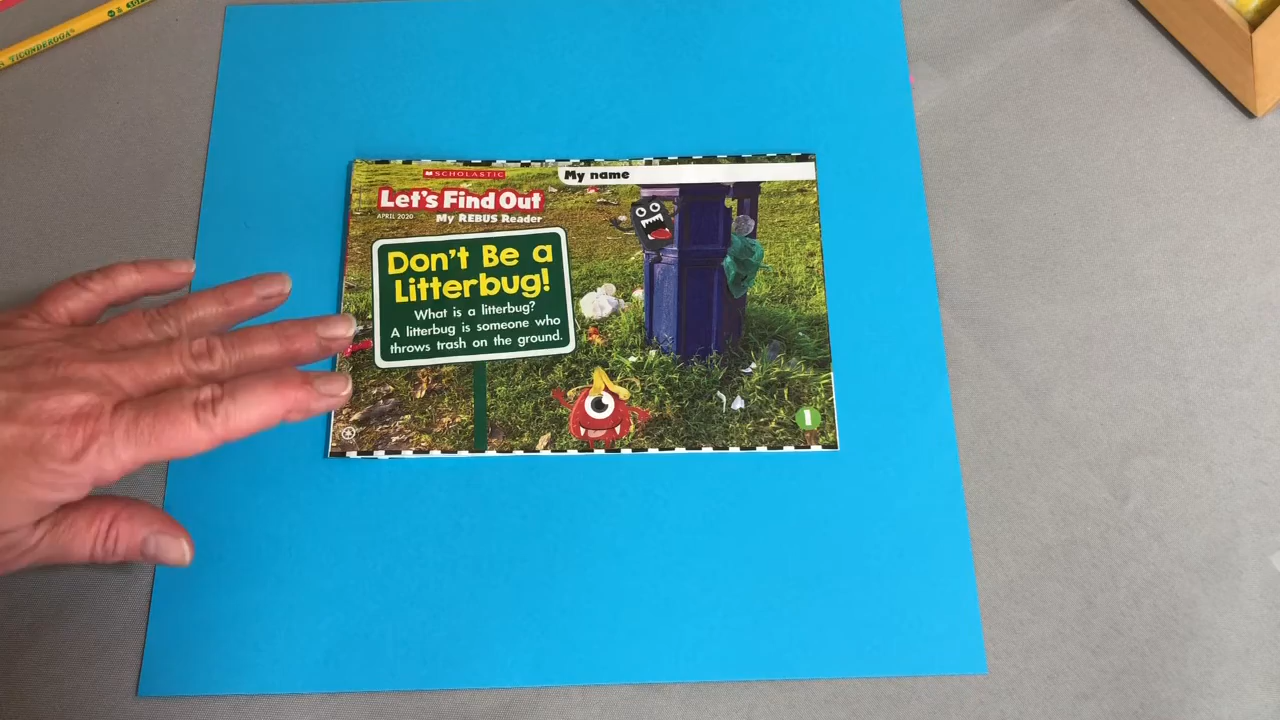 TICONDEROGA
SCHOLASTIC
My name
Let's Find Out
APRIL 2020
My REBUS Reader
Don't Be a
Litterbug!
What is a litterbug?
A litterbug is someone who
throws trash on the ground.
1